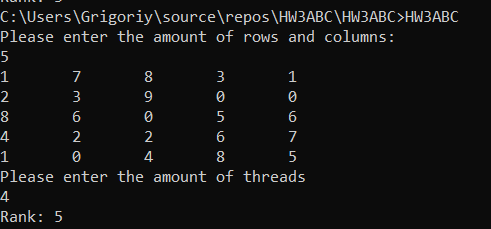 Rank: 5
C:\Users\Grigoriy\source\repos\HW3ABC\HW3ABC>HW3ABC
Please enter the amount of rows and columns:
5
1 7 8 3 1
2 3 9 0 0
8 6 0 5 6
4 2 2 6 7
1 0 4 8 5
Please enter the amount of threads
4
Rank: 5